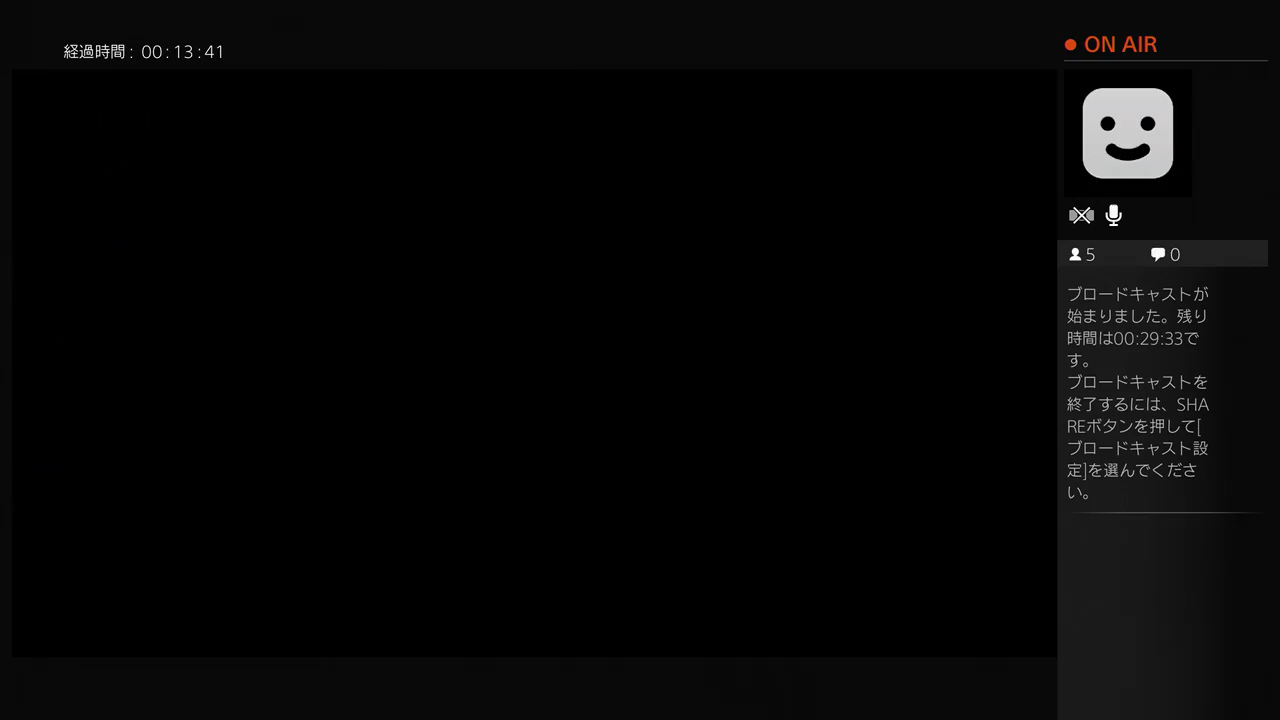 経過時間: 00:13:41
ON AIR
5
0
ブロードキャストが
始まりました。残り
時間は00:29:33で
す。
ブロードキャストを
終了するには、SHA
REボタンを押して[
ブロードキャスト設
定]を選んでくださ
い。